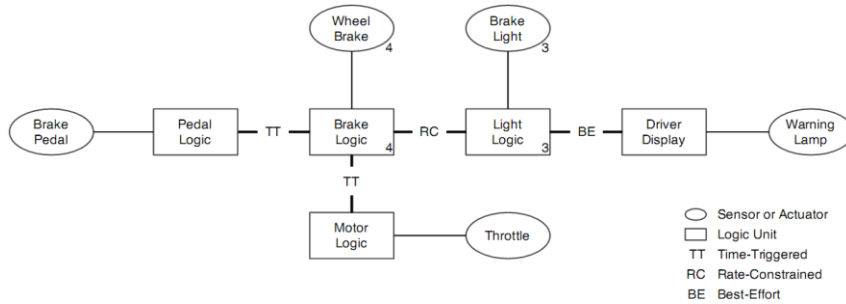 Wheel
Brake
4
Brake
Light
3
Brake
Pedal
Pedal
Logic
TT
Brake
Logic
4
RC
Light
Logic
3
BE
Driver
Display
Warning
Lamp
TT
Motor
Logic
Throttle
Sensor or Actuator
Logic Unit
TT Time-Triggered
RC Rate-Constrained
BE Best-Effort